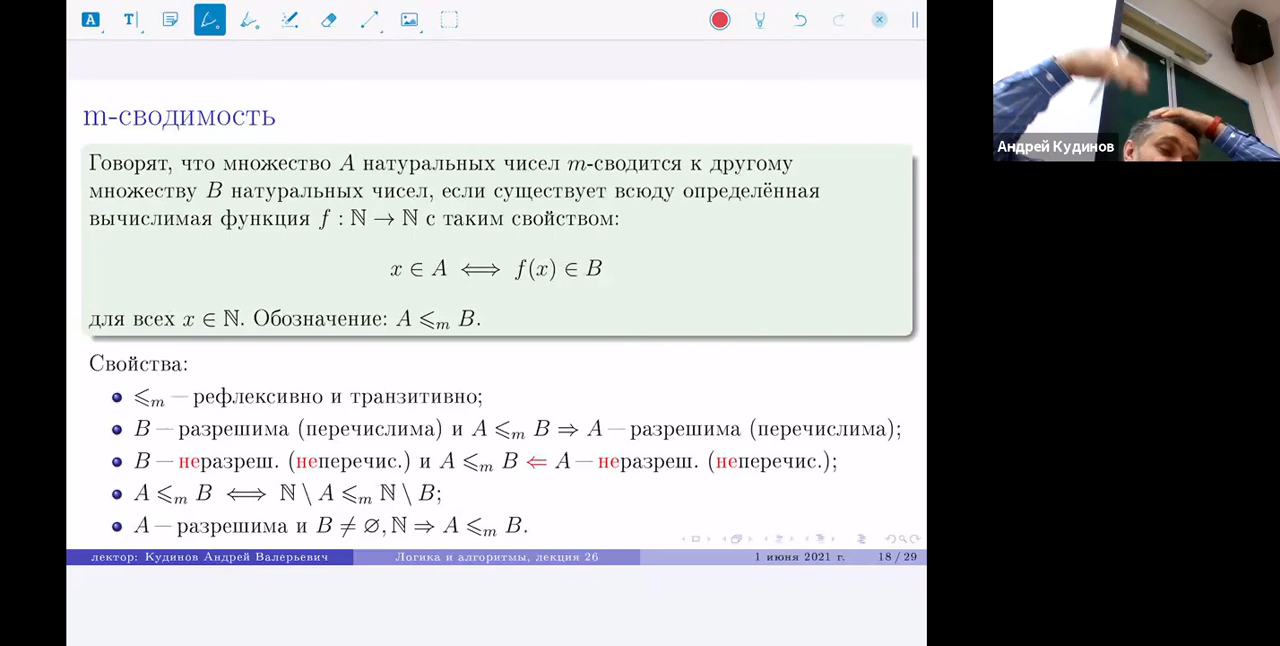 m-сводимость
Говорят, что множество A натуральных чисел m-сводится к другому
множеству B натуральных чисел, если существует всюду определённая
вычислимая функция f : ℕ → ℕ с таким свойством:
x ∈ A ⟺ f(x) ∈ B
для всех x ∈ ℕ. Обозначение: A ⩽ₘ B.
Свойства:
⩽ₘ — рефлексивно и транзитивно;
B — разрешима (перечислима) и A ⩽ₘ B ⇒ A — разрешима (перечислима);
B — неразреш. (неперечис.) и A ⩽ₘ B ⇐ A — неразреш. (неперечис.);
A ⩽ₘ B ⟺ ℕ \ A ⩽ₘ ℕ \ B;
A — разрешима и B ≠ ∅, ℕ ⇒ A ⩽ₘ B.
лектор: Кудинов Андрей Валерьевич Логика и алгоритмы, лекция 26 1 июня 2021 г. 18 / 29
Андрей Кудинов